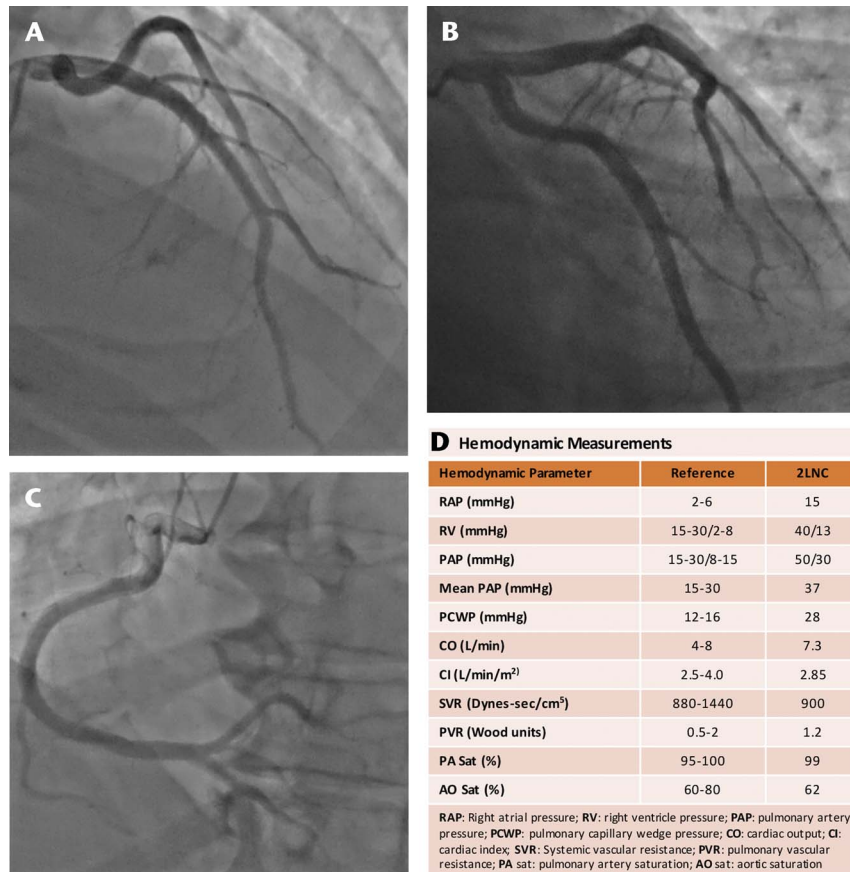 A
B
C
D Hemodynamic Measurements
Hemodynamic Parameter Reference 2LNC
RAP (mmHg) 2-6 15
RV (mmHg) 15-30/2-8 40/13
PAP (mmHg) 15-30/8-15 50/30
Mean PAP (mmHg) 15-30 37
PCWP (mmHg) 12-16 28
CO (L/min) 4-8 7.3
CI (L/min/m²⁾ 2.5-4.0 2.85
SVR (Dynes-sec/cm⁵) 880-1440 900
PVR (Wood units) 0.5-2 1.2
PA Sat (%) 95-100 99
AO Sat (%) 60-80 62
RAP: Right atrial pressure; RV: right ventricle pressure; PAP: pulmonary artery
pressure; PCWP: pulmonary capillary wedge pressure; CO: cardiac output; CI:
cardiac index; SVR: Systemic vascular resistance; PVR: pulmonary vascular
resistance; PA sat: pulmonary artery saturation; AO sat: aortic saturation